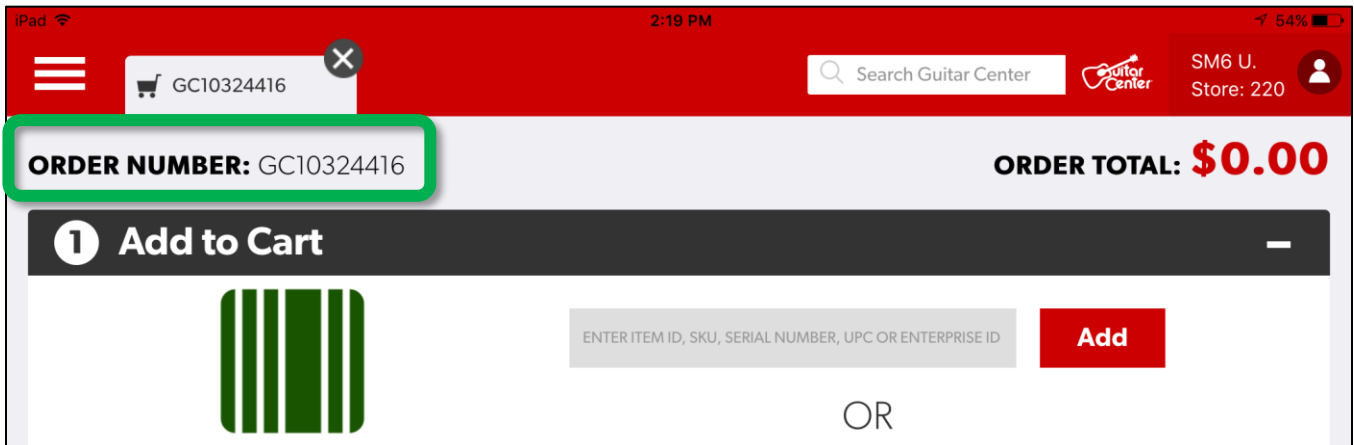 iPad 2:19 PM 54%
GC10324416
Search Guitar Center
Guitar
Center
SM6 U.
Store: 220
ORDER NUMBER: GC10324416
ORDER TOTAL: $0.00
1 Add to Cart
ENTER ITEM ID, SKU, SERIAL NUMBER, UPC OR ENTERPRISE ID
Add
OR